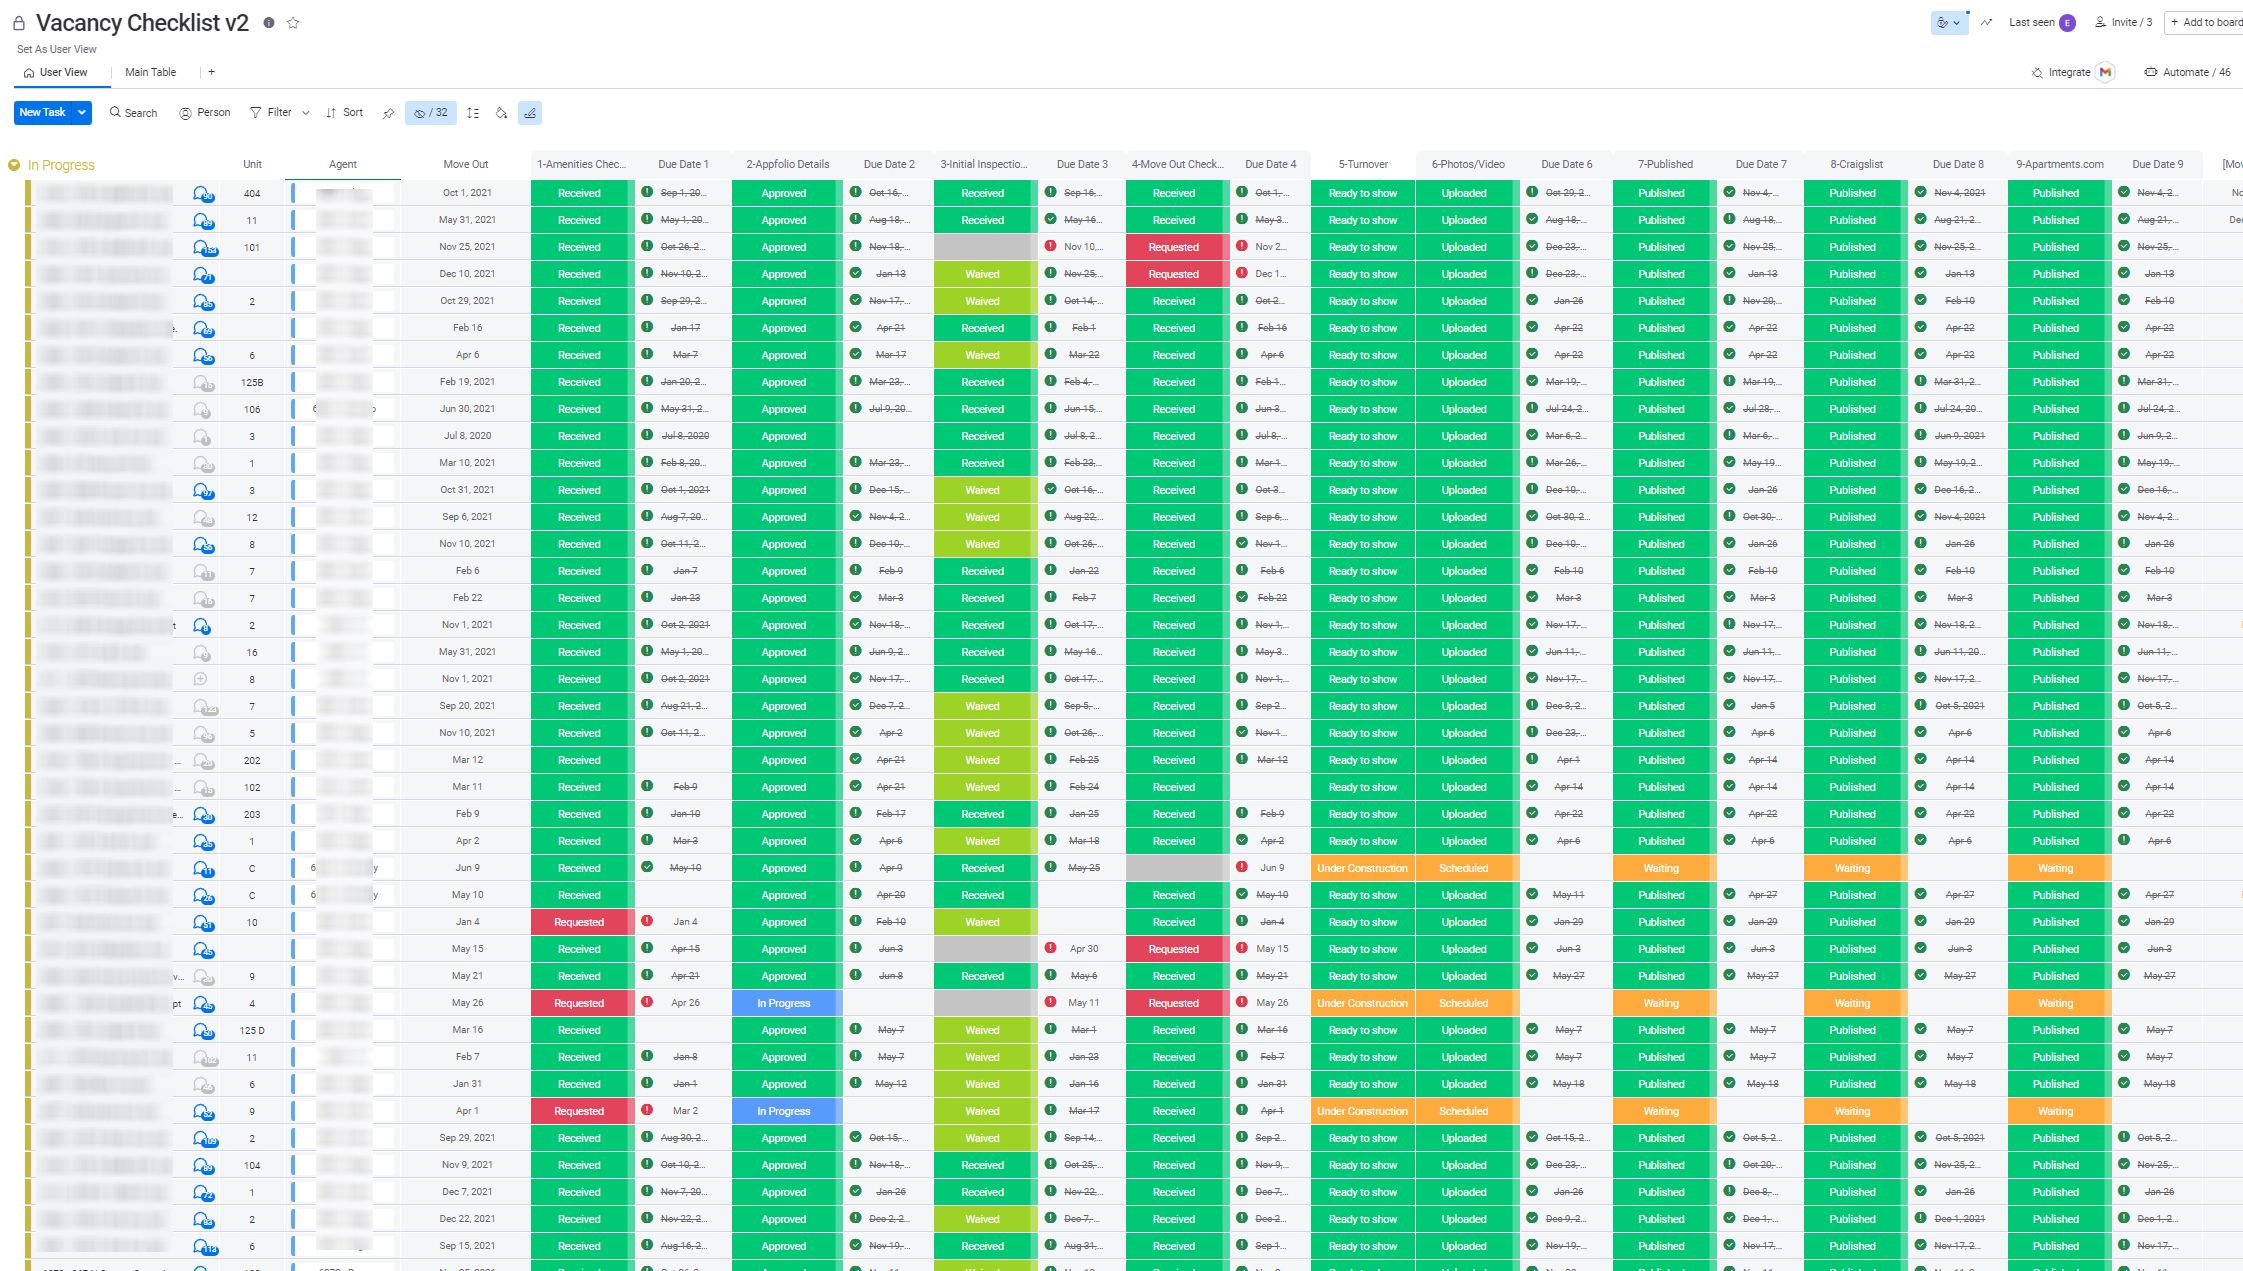 Vacancy Checklist v2
Last seen E Invite / 3 + Add to board
Set As User View
User View Main Table + Integrate Automate / 46
New Task Search Person Filter Sort / 32
In Progress Unit Agent Move Out 1-Amenities Chec... Due Date 1 2-Appfolio Details Due Date 2 3-Initial Inspectio... Due Date 3 4-Move Out Check... Due Date 4 5-Turnover 6-Photos/Video Due Date 6 7-Published Due Date 7 8-Craigslist Due Date 8 9-Apartments.com Due Date 9 [Mov
404 Oct 1, 2021 Received Sep 1, 20... Approved Oct 16,... Received Sep 16,... Received Oct 1,... Ready to show Uploaded Oct 29, 2... Published Nov 4,... Published Nov 4, 2021 Published Nov 4, 2... No
11 May 31, 2021 Received May 1, 20... Approved Aug 18,... Received May 16... Received May 3... Ready to show Uploaded Aug 18,... Published Aug 18,... Published Aug 21, 2... Published Aug 21,... Dec
101 Nov 25, 2021 Received Oct 26, 2... Approved Nov 18,... Nov 10,... Requested Nov 2... Ready to show Uploaded Dec 23,... Published Nov 25,... Published Nov 25, 2... Published Nov 25,...
Dec 10, 2021 Received Nov 10, 2... Approved Jan 13 Waived Nov 25,... Requested Dec 1... Ready to show Uploaded Dec 23,... Published Jan 13 Published Jan 13 Published Jan 13
2 Oct 29, 2021 Received Sep 29, 2... Approved Nov 17,... Waived Oct 14,... Received Oct 2... Ready to show Uploaded Jan 26 Published Nov 20,... Published Feb 10 Published Feb 10
Feb 16 Received Jan 17 Approved Apr 21 Received Feb 1 Received Feb 16 Ready to show Uploaded Apr 22 Published Apr 22 Published Apr 22 Published Apr 22
6 Apr 6 Received Mar 7 Approved Mar 17 Waived Mar 22 Received Apr 6 Ready to show Uploaded Apr 22 Published Apr 22 Published Apr 22 Published Apr 22
125B Feb 19, 2021 Received Jan 20, 2... Approved Mar 23,... Received Feb 4,... Received Feb 1... Ready to show Uploaded Mar 19,... Published Mar 19,... Published Mar 31, 2... Published Mar 31,...
106 Jun 30, 2021 Received May 31, 2... Approved Jul 9, 20... Received Jun 15,... Received Jun 3... Ready to show Uploaded Jul 24, 2... Published Jul 28,... Published Jul 24, 20... Published Jul 24, 2...
3 Jul 8, 2020 Received Jul 8, 2020 Approved Received Jul 8, 2... Received Jul 8,... Ready to show Uploaded Mar 6, 2... Published Mar 6,... Published Jun 9, 2021 Published Jun 9, 2...
1 Mar 10, 2021 Received Feb 8, 20... Approved Mar 23,... Received Feb 23,... Received Mar 1... Ready to show Uploaded Mar 26,... Published May 19... Published May 19, 2... Published May 19,...
3 Oct 31, 2021 Received Oct 1, 2021 Approved Dec 15,... Waived Oct 16,... Received Oct 3... Ready to show Uploaded Dec 10,... Published Jan 26 Published Dec 16, 2... Published Dec 16,...
12 Sep 6, 2021 Received Aug 7, 20... Approved Nov 4, 2... Waived Aug 22,... Received Sep 6,... Ready to show Uploaded Oct 30, 2... Published Oct 30,... Published Nov 4, 2021 Published Nov 4, 2...
8 Nov 10, 2021 Received Oct 11, 2... Approved Dec 10,... Waived Oct 26,... Received Nov 1... Ready to show Uploaded Dec 10,... Published Jan 26 Published Jan 26 Published Jan 26
7 Feb 6 Received Jan 7 Approved Feb 9 Received Jan 22 Received Feb 6 Ready to show Uploaded Feb 10 Published Feb 10 Published Feb 10 Published Feb 10
7 Feb 22 Received Jan 23 Approved Mar 3 Received Feb 7 Received Feb 22 Ready to show Uploaded Mar 3 Published Mar 3 Published Mar 3 Published Mar 3
2 Nov 1, 2021 Received Oct 2, 2021 Approved Nov 18,... Received Oct 17,... Received Nov 1,... Ready to show Uploaded Nov 17,... Published Nov 17,... Published Nov 18, 2... Published Nov 18,...
16 May 31, 2021 Received May 1, 20... Approved Jun 9, 2... Received May 16... Received May 3... Ready to show Uploaded Jun 11,... Published Jun 11,... Published Jun 11, 20... Published Jun 11,...
8 Nov 1, 2021 Received Oct 2, 2021 Approved Nov 17,... Received Oct 17,... Received Nov 1,... Ready to show Uploaded Nov 17,... Published Nov 17,... Published Nov 17, 2... Published Nov 17,...
7 Sep 20, 2021 Received Aug 21, 2... Approved Dec 7, 2... Waived Sep 5,... Received Sep 2... Ready to show Uploaded Dec 3, 2... Published Jan 5 Published Oct 5, 2021 Published Oct 5, 2...
5 Nov 10, 2021 Received Oct 11, 2... Approved Apr 2 Waived Oct 26,... Received Nov 1... Ready to show Uploaded Dec 23,... Published Apr 6 Published Apr 6 Published Apr 6
202 Mar 12 Received Approved Apr 21 Waived Feb 25 Received Mar 12 Ready to show Uploaded Apr 1 Published Apr 14 Published Apr 14 Published Apr 14
102 Mar 11 Received Feb 9 Approved Apr 21 Waived Feb 24 Received Ready to show Uploaded Apr 14 Published Apr 14 Published Apr 14 Published Apr 14
203 Feb 9 Received Jan 10 Approved Feb 17 Received Jan 25 Received Feb 9 Ready to show Uploaded Apr 22 Published Apr 22 Published Apr 22 Published Apr 22
1 Apr 2 Received Mar 3 Approved Apr 6 Waived Mar 18 Received Apr 2 Ready to show Uploaded Apr 6 Published Apr 6 Published Apr 6 Published Apr 6
C Jun 9 Received May 10 Approved Apr 9 Received May 25 Jun 9 Under Construction Scheduled Waiting Waiting Waiting
C May 10 Received Approved Apr 20 Received Received May 10 Ready to show Uploaded May 11 Published Apr 27 Published Apr 27 Published Apr 27
10 Jan 4 Requested Jan 4 Approved Feb 10 Waived Received Jan 4 Ready to show Uploaded Jan 29 Published Jan 29 Published Jan 29 Published Jan 29
May 15 Received Apr 15 Approved Jun 3 Apr 30 Requested May 15 Ready to show Uploaded Jun 3 Published Jun 3 Published Jun 3 Published Jun 3
9 May 21 Received Apr 21 Approved Jun 8 Received May 6 Received May 21 Ready to show Uploaded May 27 Published May 27 Published May 27 Published May 27
4 May 26 Requested Apr 26 In Progress May 11 Requested May 26 Under Construction Scheduled Waiting Waiting Waiting
125 D Mar 16 Received Approved May 7 Waived Mar 1 Received Mar 16 Ready to show Uploaded May 7 Published May 7 Published May 7 Published May 7
11 Feb 7 Received Jan 8 Approved May 7 Waived Jan 23 Received Feb 7 Ready to show Uploaded May 7 Published May 7 Published May 7 Published May 7
6 Jan 31 Received Jan 1 Approved May 12 Waived Jan 16 Received Jan 31 Ready to show Uploaded May 18 Published May 18 Published May 18 Published May 18
9 Apr 1 Requested Mar 2 In Progress Waived Mar 17 Received Apr 1 Under Construction Scheduled Waiting Waiting Waiting
2 Sep 29, 2021 Received Aug 30, 2... Approved Oct 15,... Waived Sep 14,... Received Sep 2... Ready to show Uploaded Oct 15, 2... Published Oct 5, 2... Published Oct 5, 2021 Published Oct 5, 2...
104 Nov 9, 2021 Received Oct 10, 2... Approved Nov 18,... Received Oct 25,... Received Nov 9,... Ready to show Uploaded Dec 23,... Published Oct 20,... Published Nov 25, 2... Published Nov 25,...
1 Dec 7, 2021 Received Nov 7, 20... Approved Jan 26 Received Nov 22,... Received Dec 7,... Ready to show Uploaded Jan 26 Published Dec 8,... Published Jan 26 Published Jan 26
2 Dec 22, 2021 Received Nov 22, 2... Approved Dec 2, 2... Waived Dec 7,... Received Dec 2... Ready to show Uploaded Dec 9, 2... Published Dec 1,... Published Dec 1, 2021 Published Dec 1, 2...
6 Sep 15, 2021 Received Aug 16, 2... Approved Nov 19,... Received Aug 31,... Received Sep 1... Ready to show Uploaded Nov 19,... Published Nov 17,... Published Nov 17, 2... Published Nov 17,...